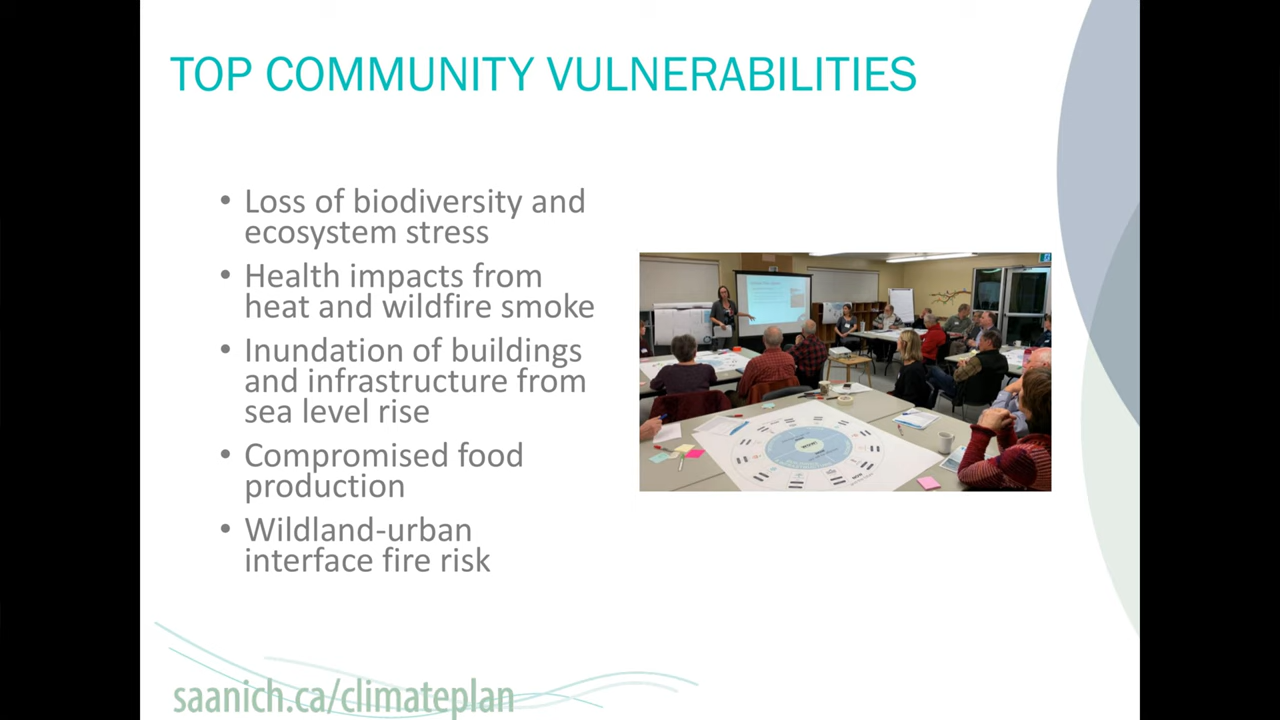 TOP COMMUNITY VULNERABILITIES
• Loss of biodiversity and
ecosystem stress
• Health impacts from
heat and wildfire smoke
• Inundation of buildings
and infrastructure from
sea level rise
• Compromised food
production
• Wildland-urban
interface fire risk
saanich.ca/climateplan